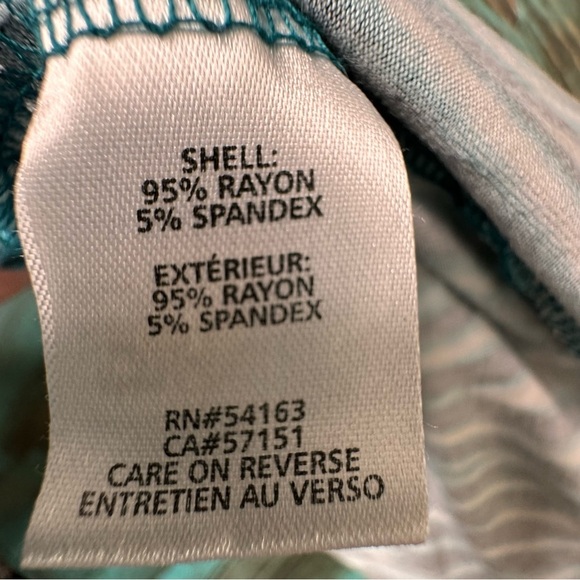 SHELL:
95% RAYON
5% SPANDEX
EXTÉRIEUR:
95% RAYON
5% SPANDEX
RN#54163
CA#57151
CARE ON REVERSE
ENTRETIEN AU VERSO